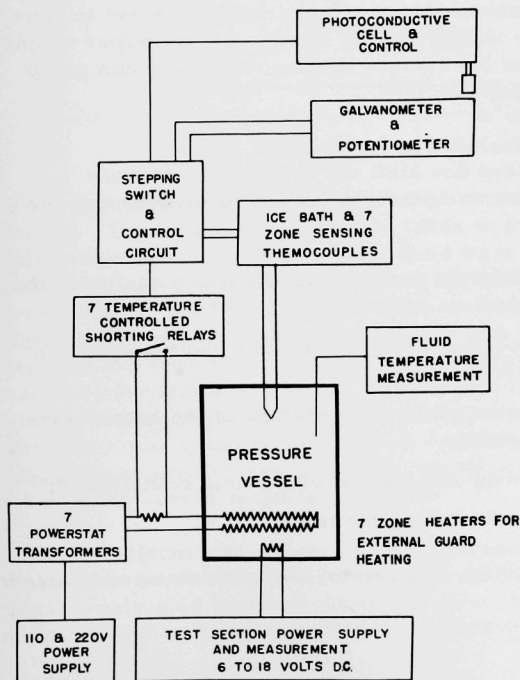 PHOTOCONDUCTIVE
CELL &
CONTROL
GALVANOMETER
&
POTENTIOMETER
STEPPING
SWITCH
&
CONTROL
CIRCUIT
ICE BATH & 7
ZONE SENSING
THEMOCOUPLES
7 TEMPERATURE
CONTROLLED
SHORTING RELAYS
FLUID
TEMPERATURE
MEASUREMENT
PRESSURE
VESSEL
7
POWERSTAT
TRANSFORMERS
7 ZONE HEATERS FOR
EXTERNAL GUARD
HEATING
110 & 220V
POWER
SUPPLY
TEST SECTION POWER SUPPLY
AND MEASUREMENT
6 TO 18 VOLTS D.C.